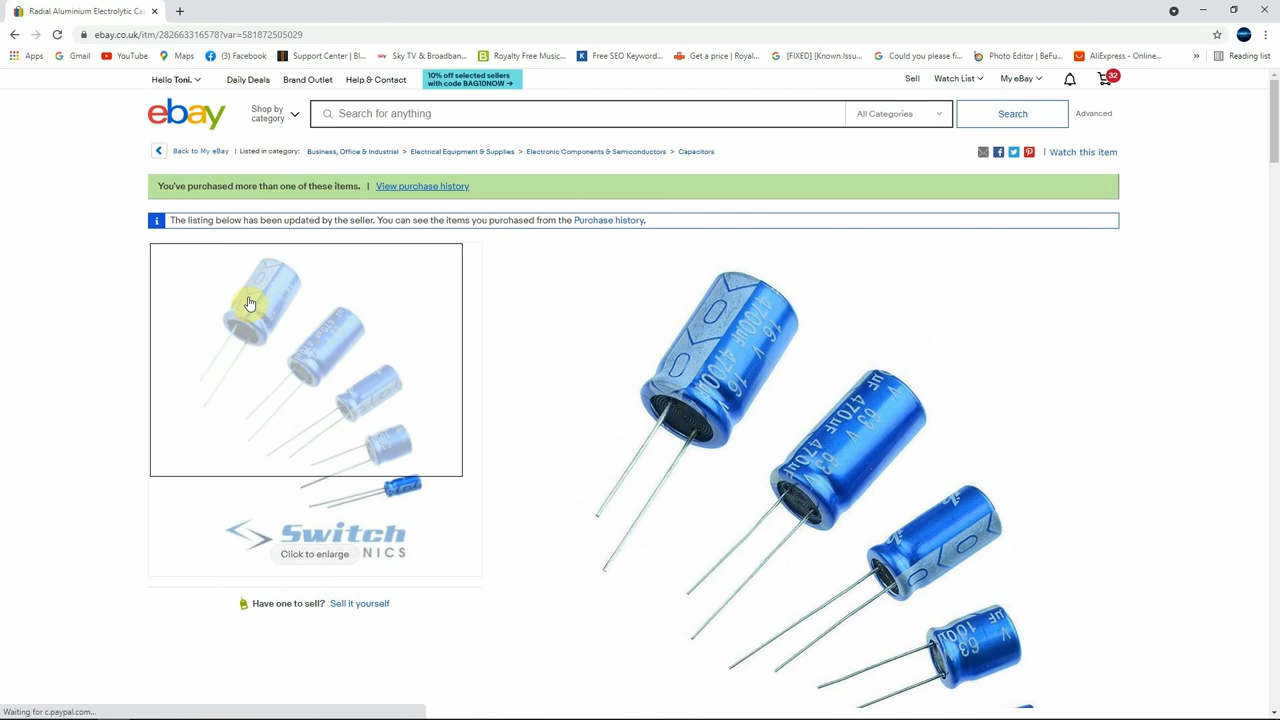 Radial Aluminium Electrolytic Ca
ebay.co.uk/itm/282663316578?var=581872505029
Apps Gmail YouTube Maps (3) Facebook Support Center | Bl... Sky TV & Broadban... Royalty Free Music... Free SEO Keyword... Get a price | Royal... [FIXED] [Known Issu... Could you please fi... Photo Editor | BeFu... AliExpress - Online... » Reading list
Hello Toni. Daily Deals Brand Outlet Help & Contact
10% off selected sellers
with code BAG10NOW →
Sell Watch List My eBay 32
ebay
Shop by
category
Search for anything All Categories Search Advanced
Back to My eBay | Listed in category: Business, Office & Industrial > Electrical Equipment & Supplies > Electronic Components & Semiconductors > Capacitors | Watch this item
You've purchased more than one of these items. | View purchase history
i The listing below has been updated by the seller. You can see the items you purchased from the Purchase history.
16 V 4700µF
63 V 470µF
Switch
NICS
Click to enlarge
Have one to sell? Sell it yourself
Waiting for c.paypal.com...